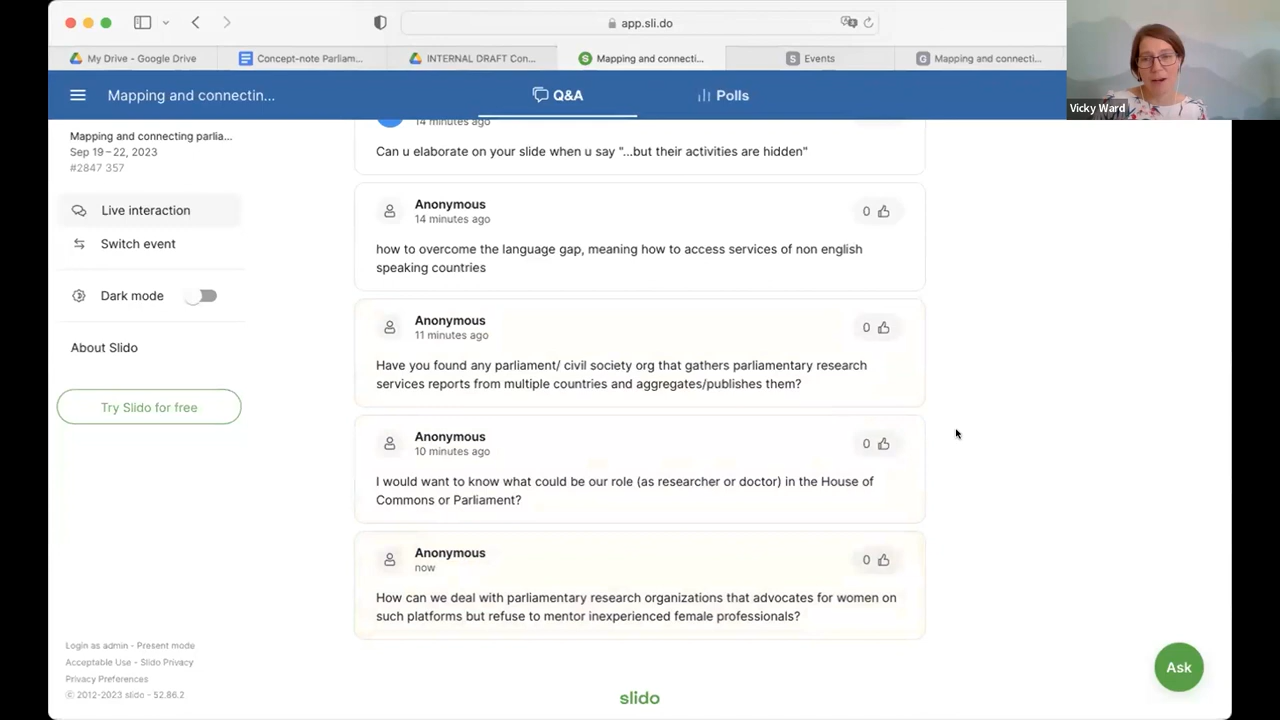 app.sli.do
My Drive - Google Drive
Concept-note Parliam...
INTERNAL DRAFT Con...
Mapping and connecti...
Events
Mapping and connecti...
Vicky Ward
Mapping and connectin...
Q&A
Polls
Mapping and connecting parlia...
Sep 19 – 22, 2023
#2847 357
Live interaction
Switch event
Dark mode
About Slido
Try Slido for free
14 minutes ago
Can u elaborate on your slide when u say "...but their activities are hidden"
Anonymous
14 minutes ago
0
how to overcome the language gap, meaning how to access services of non english
speaking countries
Anonymous
11 minutes ago
0
Have you found any parliament/ civil society org that gathers parliamentary research
services reports from multiple countries and aggregates/publishes them?
Anonymous
10 minutes ago
0
I would want to know what could be our role (as researcher or doctor) in the House of
Commons or Parliament?
Anonymous
now
0
How can we deal with parliamentary research organizations that advocates for women on
such platforms but refuse to mentor inexperienced female professionals?
Login as admin - Present mode
Acceptable Use - Slido Privacy
Privacy Preferences
© 2012-2023 slido - 52.86.2
slido
Ask